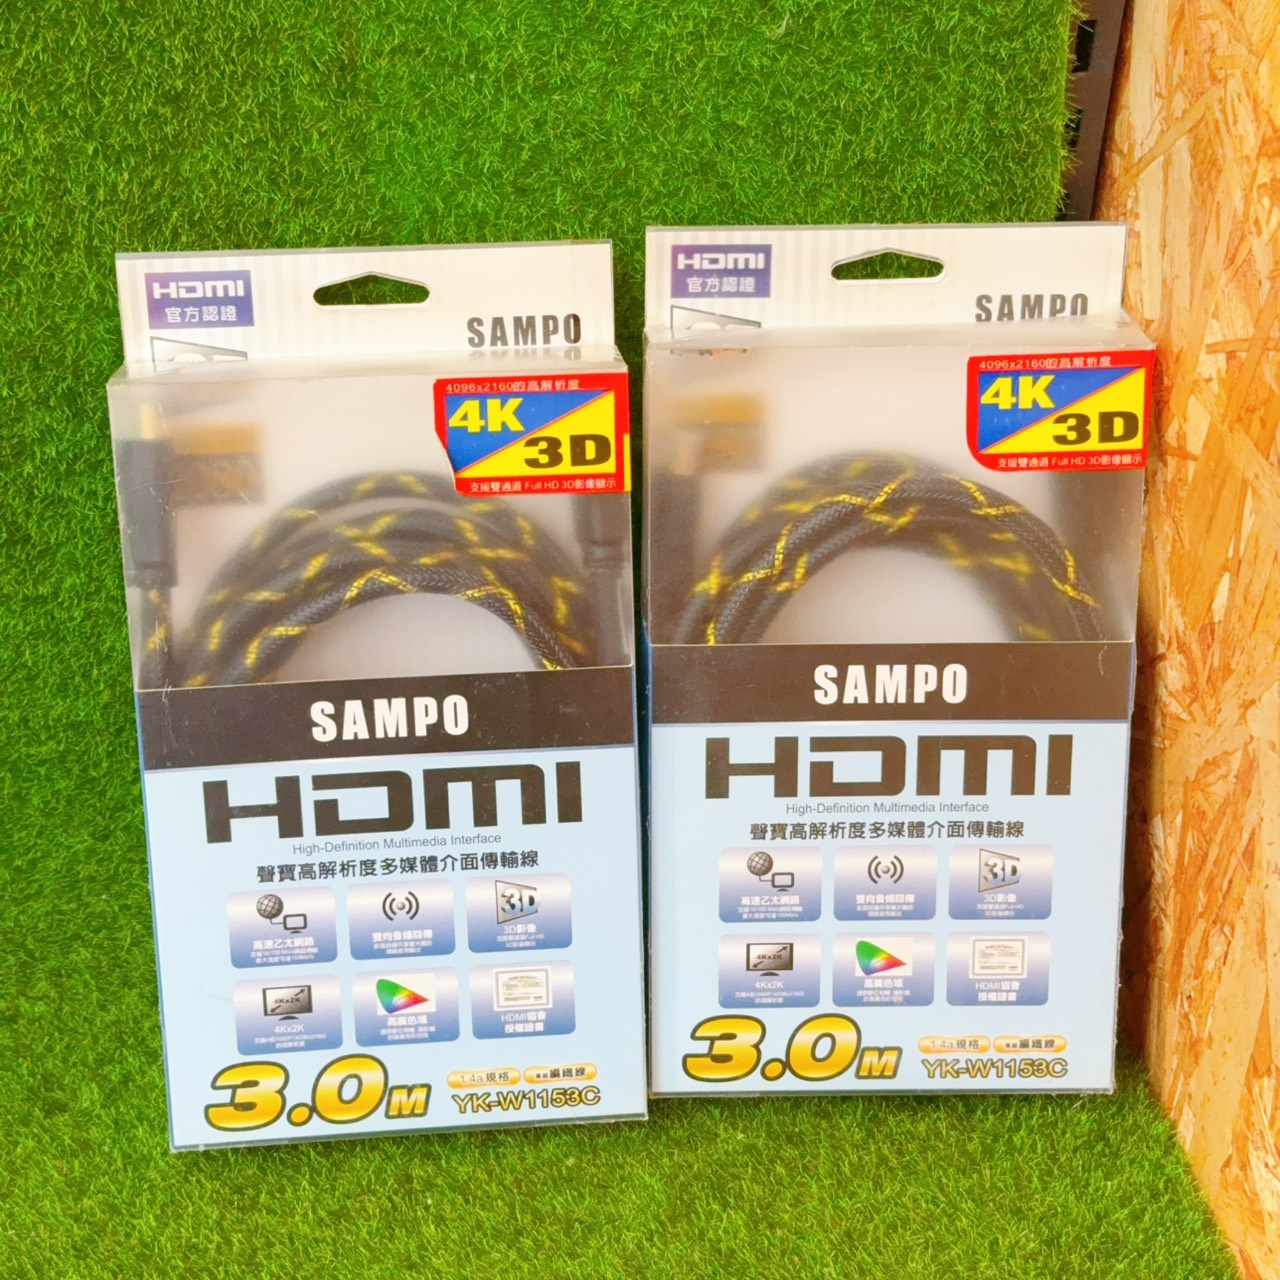 HDMI
官方認證
SAMPO
4096x2160的高解析度
4K
3D
支援雙通道 Full HD 3D影像顯示
SAMPO
HDMI
High-Definition Multimedia Interface
聲寶高解析度多媒體介面傳輸線
高速乙太網路
雙向音頻回傳
3D影像
4Kx2K
4Kx2K
高廣色域
HDMI協會
授權證書
3.0M
1.4a規格
編織線
YK-W1153C
HDMI
官方認證
SAMPO
4096x2160的高解析度
4K
3D
支援雙通道 Full HD 3D影像顯示
SAMPO
HDMI
High-Definition Multimedia Interface
聲寶高解析度多媒體介面傳輸線
高速乙太網路
雙向音頻回傳
3D
3D影像
4Kx2K
4Kx2K
高廣色域
HDMI協會
授權證書
3.0M
1.4a規格
編織線
YK-W1153C